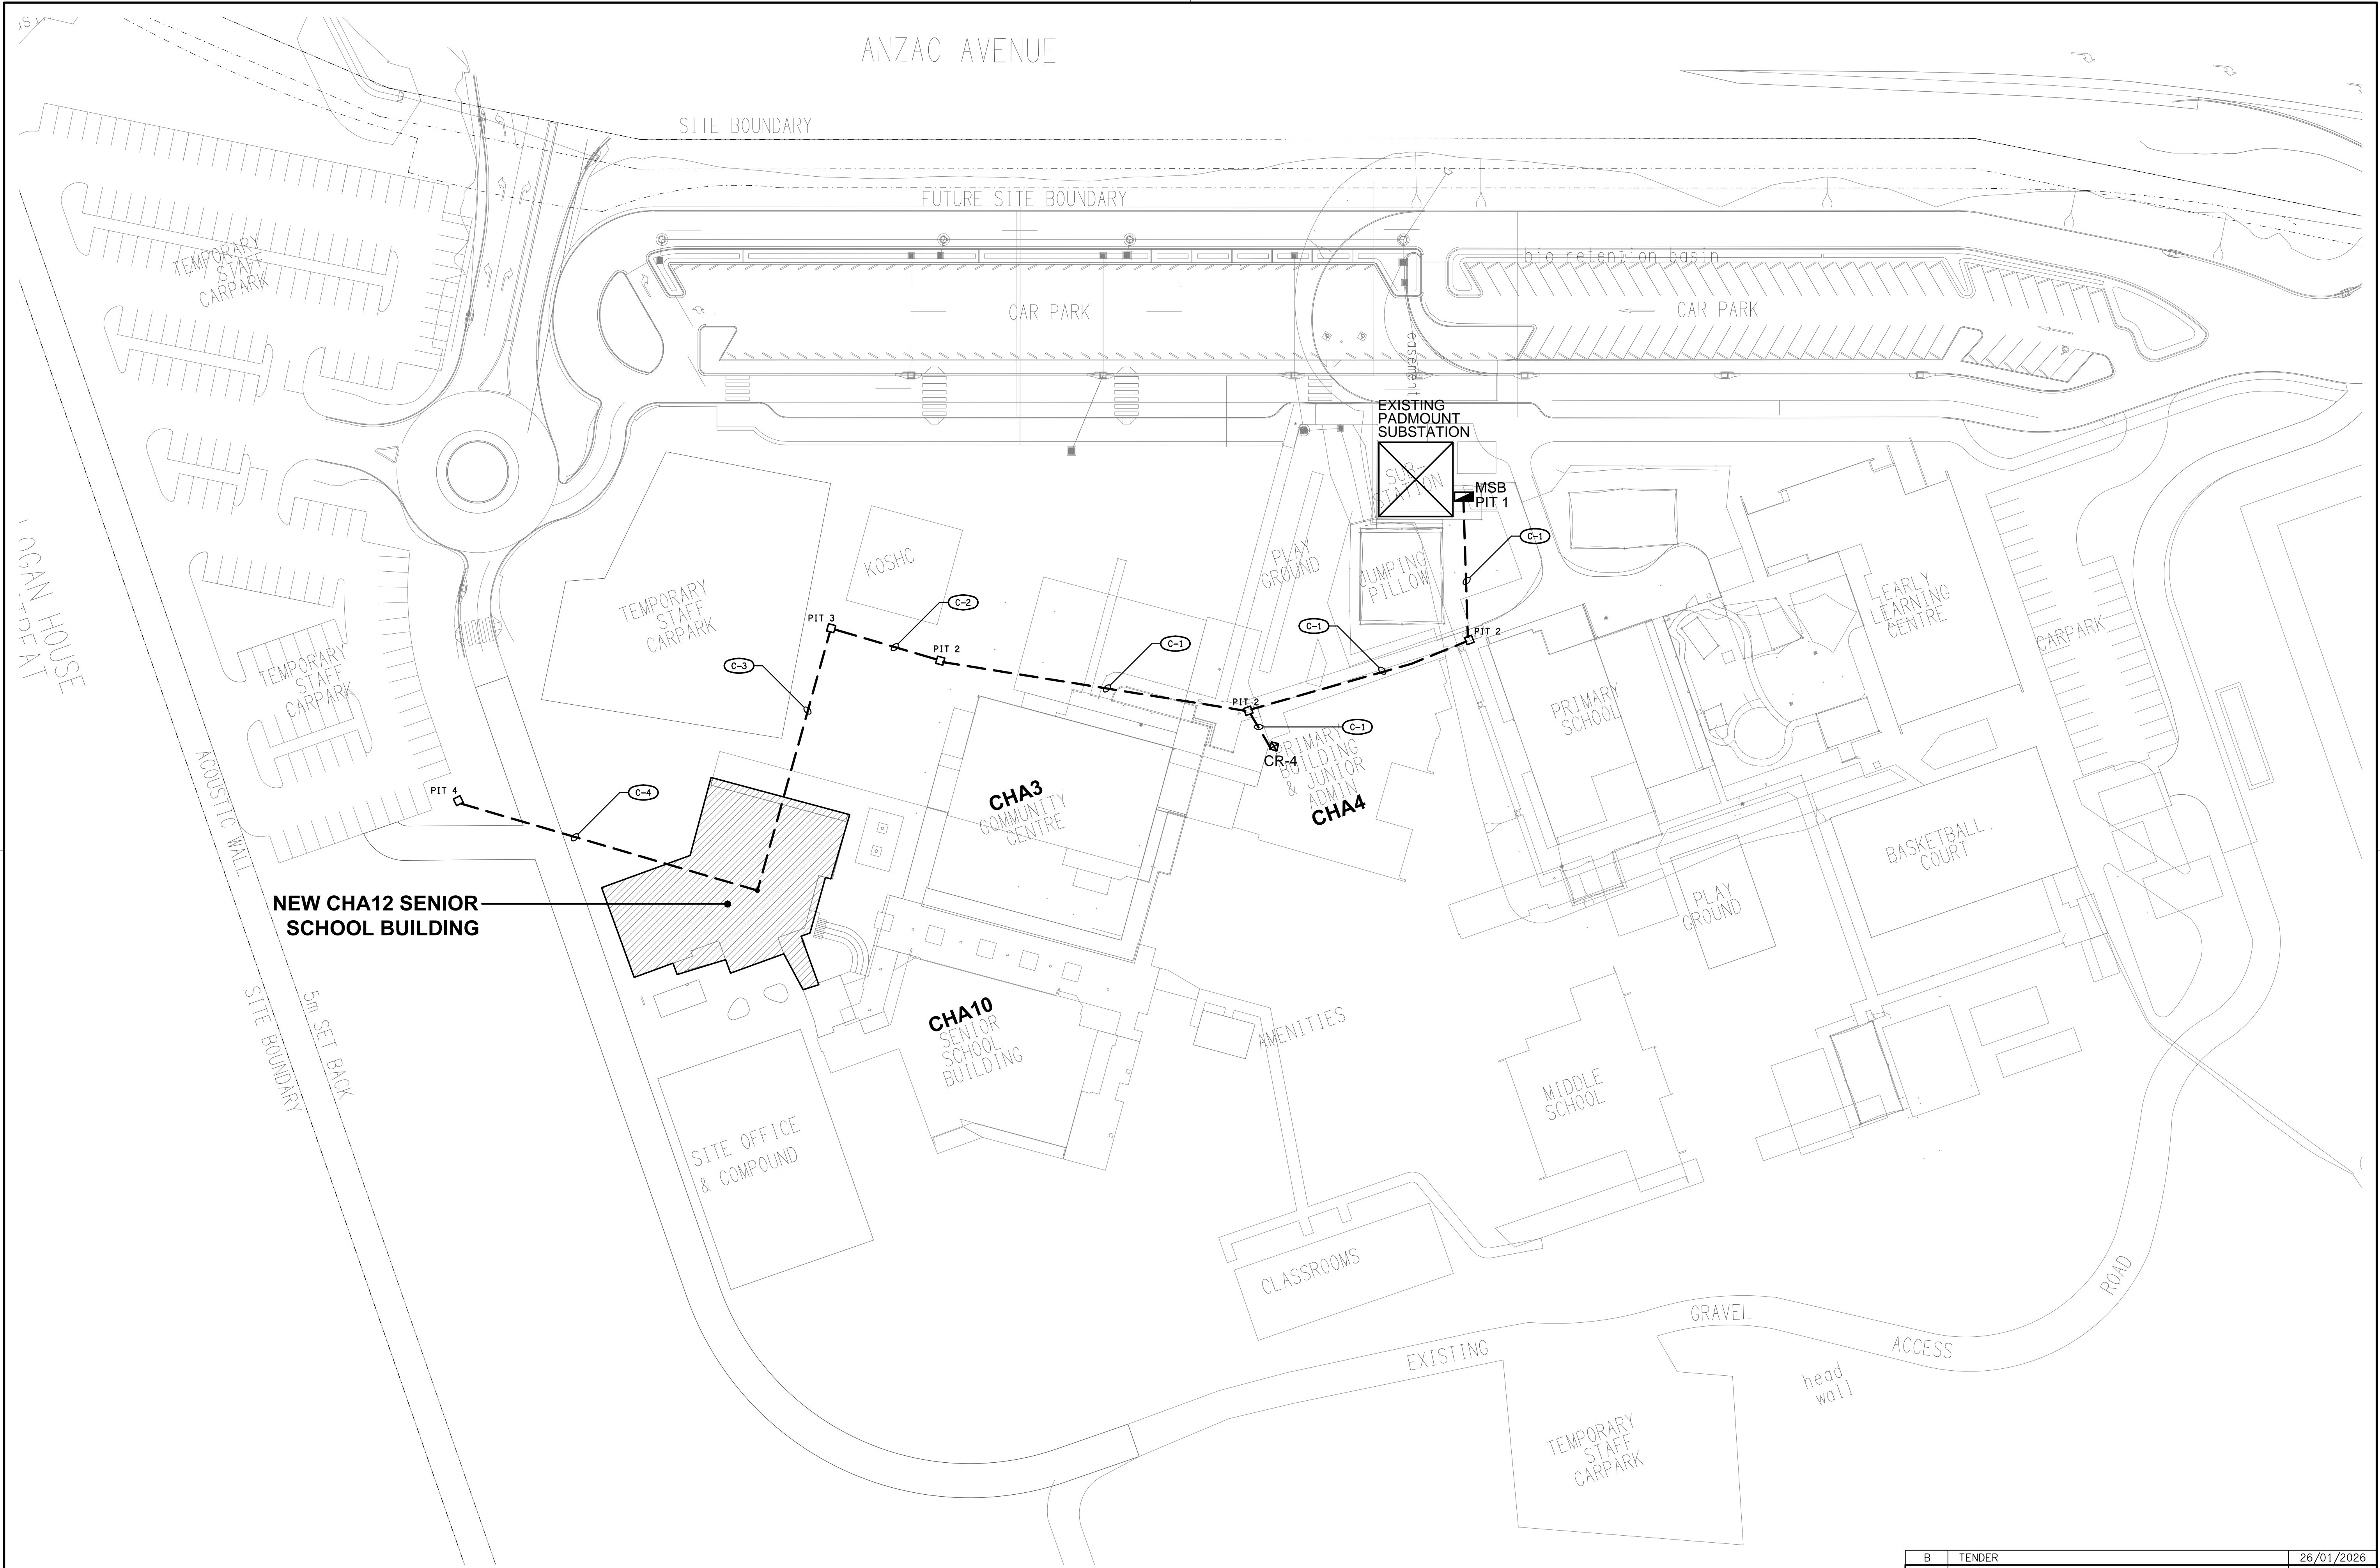 ANZAC AVENUE
SITE BOUNDARY
FUTURE SITE BOUNDARY
TEMPORARY
STAFF
CARPARK
bio retention basin
CAR PARK
CAR PARK
easement
EXISTING
PADMOUNT
SUBSTATION
SUB-
STATION
MSB
PIT 1
C-1
KOSHC
PLAY
GROUND
JUMPING
PILLOW
TEMPORARY
STAFF
CARPARK
EARLY
LEARNING
CENTRE
CARPARK
PIT 3
C-2
PIT 2
C-1
C-1
PIT 2
C-3
LOGAN HOUSE
TEMPORARY
STAFF
CARPARK
PIT 2
C-1
CR-4
PRIMARY
BUILDING
& JUNIOR
ADMIN
CHA4
PRIMARY
SCHOOL
CHA3
COMMUNITY
CENTRE
PIT 4
C-4
ACOUSTIC WALL
BASKETBALL
COURT
PLAY
GROUND
NEW CHA12 SENIOR
SCHOOL BUILDING
SITE BOUNDARY
5m SET BACK
CHA10
SENIOR
SCHOOL
BUILDING
AMENITIES
MIDDLE
SCHOOL
SITE OFFICE
& COMPOUND
CLASSROOMS
EXISTING
GRAVEL
ACCESS
ROAD
head
wall
TEMPORARY
STAFF
CARPARK
B TENDER 26/01/2026